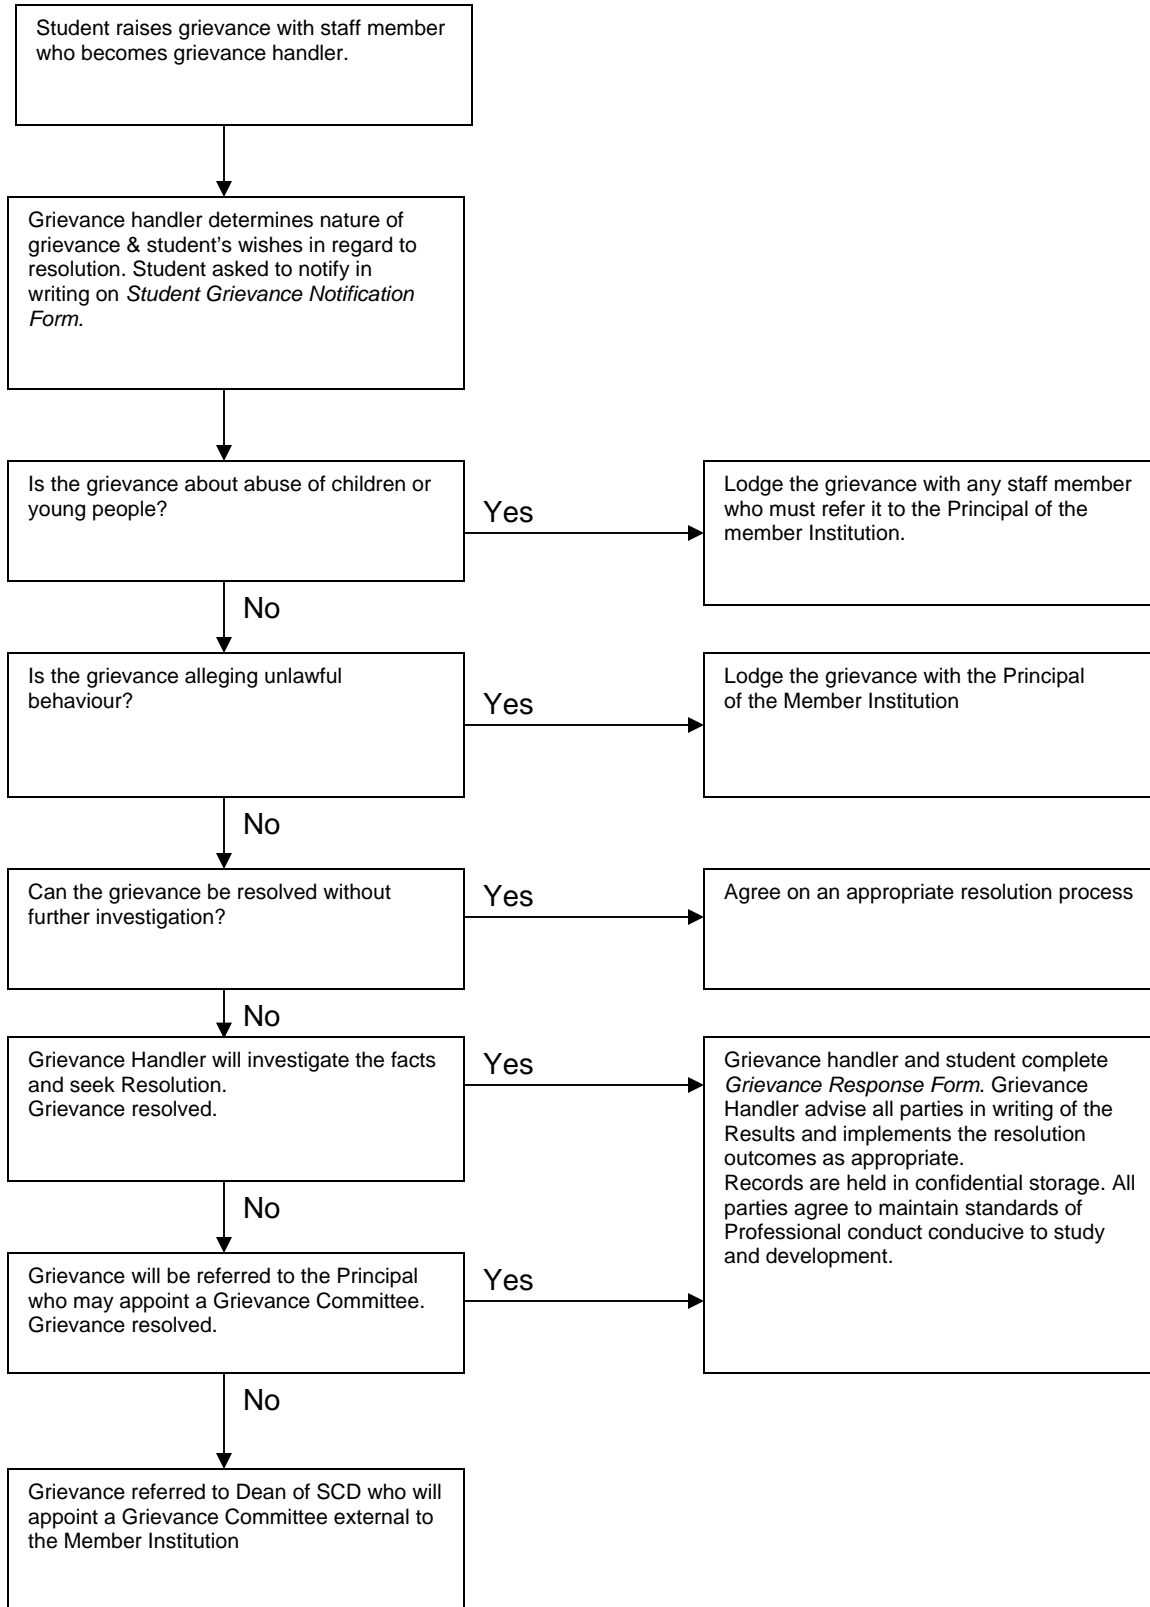 Student raises grievance with staff member
who becomes grievance handler.
Grievance handler determines nature of
grievance & student's wishes in regard to
resolution. Student asked to notify in
writing on Student Grievance Notification
Form.
Is the grievance about abuse of children or
young people?
Yes
Lodge the grievance with any staff member
who must refer it to the Principal of the
member Institution.
No
Is the grievance alleging unlawful
behaviour?
Yes
Lodge the grievance with the Principal
of the Member Institution
No
Can the grievance be resolved without
further investigation?
Yes
Agree on an appropriate resolution process
No
Grievance Handler will investigate the facts
and seek Resolution.
Grievance resolved.
Yes
Grievance handler and student complete
Grievance Response Form. Grievance
Handler advise all parties in writing of the
Results and implements the resolution
outcomes as appropriate.
Records are held in confidential storage. All
parties agree to maintain standards of
Professional conduct conducive to study
and development.
No
Grievance will be referred to the Principal
who may appoint a Grievance Committee.
Grievance resolved.
Yes
No
Grievance referred to Dean of SCD who will
appoint a Grievance Committee external to
the Member Institution